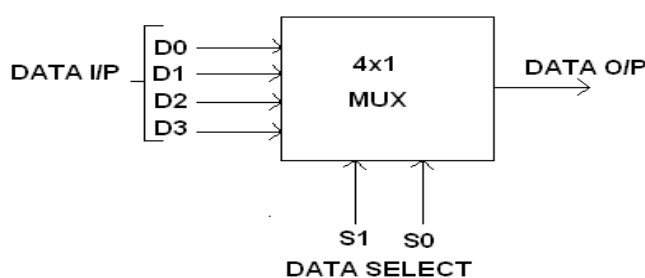 D0
DATA I/P
D1
D2
D3
4x1
MUX
DATA O/P
S1 S0
DATA SELECT